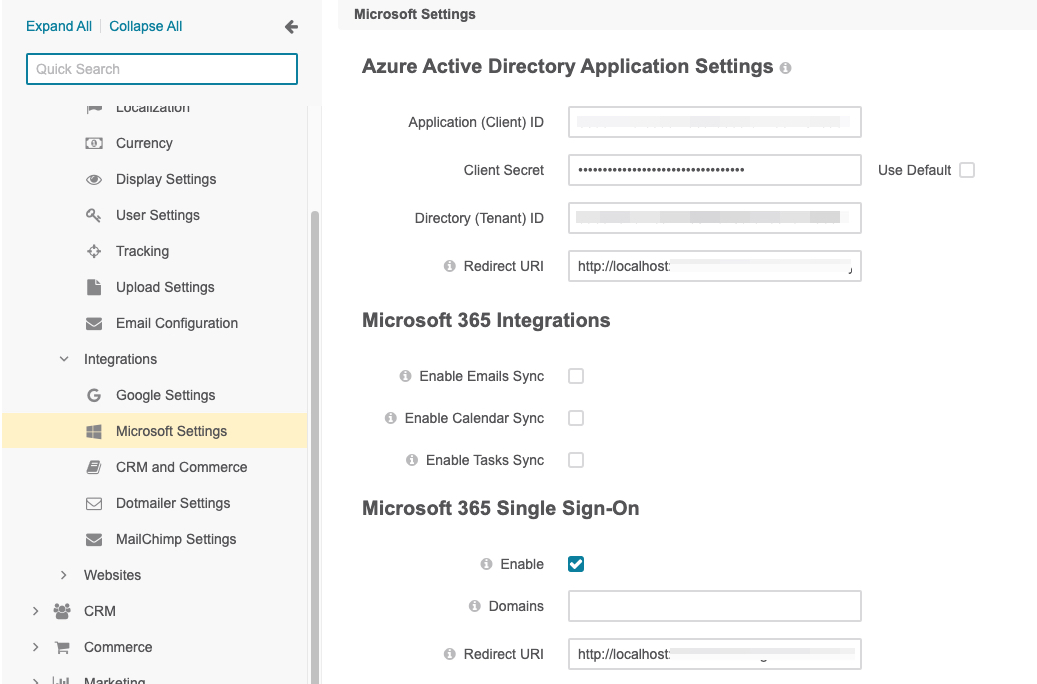 Expand All | Collapse All
Quick Search
Localization
Currency
Display Settings
User Settings
Tracking
Upload Settings
Email Configuration
Integrations
Google Settings
Microsoft Settings
CRM and Commerce
Dotmailer Settings
MailChimp Settings
Websites
CRM
Commerce
Marketing
Microsoft Settings
Azure Active Directory Application Settings
Application (Client) ID
Client Secret •••••••••••••••••••••••••••••••••• Use Default
Directory (Tenant) ID
Redirect URI http://localhost:
Microsoft 365 Integrations
Enable Emails Sync
Enable Calendar Sync
Enable Tasks Sync
Microsoft 365 Single Sign-On
Enable
Domains
Redirect URI http://localhost: